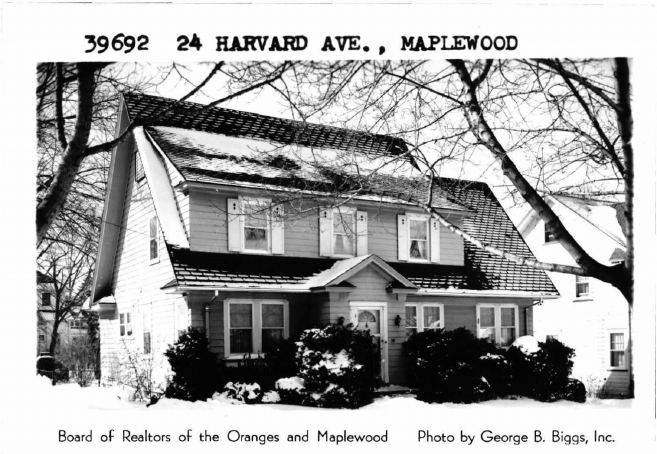 39692 24 HARVARD AVE., MAPLEWOOD
Board of Realtors of the Oranges and Maplewood Photo by George B. Biggs, Inc.